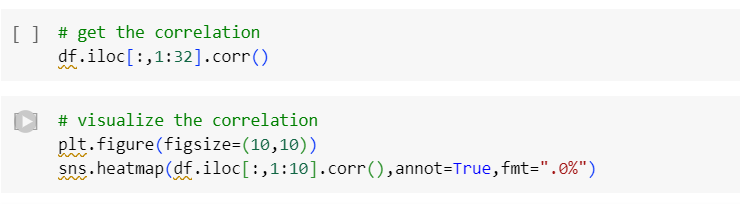 [ ] # get the correlation
df.iloc[:,1:32].corr()
# visualize the correlation
plt.figure(figsize=(10,10))
sns.heatmap(df.iloc[:,1:10].corr(),annot=True,fmt=".0%")